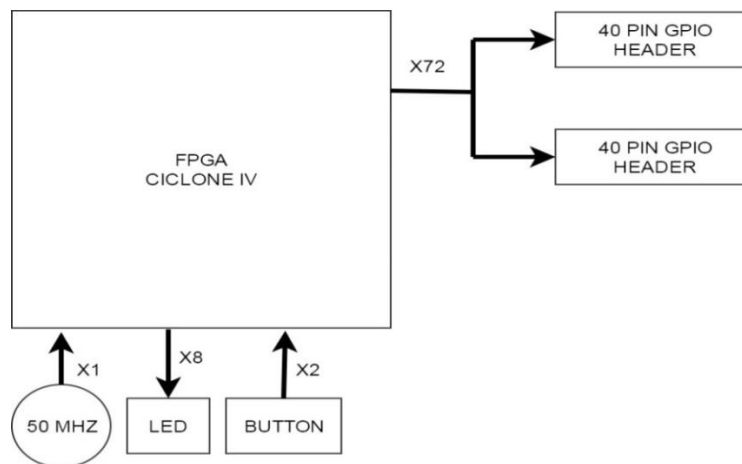 40 PIN GPIO
HEADER
X72
40 PIN GPIO
HEADER
FPGA
CICLONE IV
X1
X8
X2
50 MHZ
LED
BUTTON